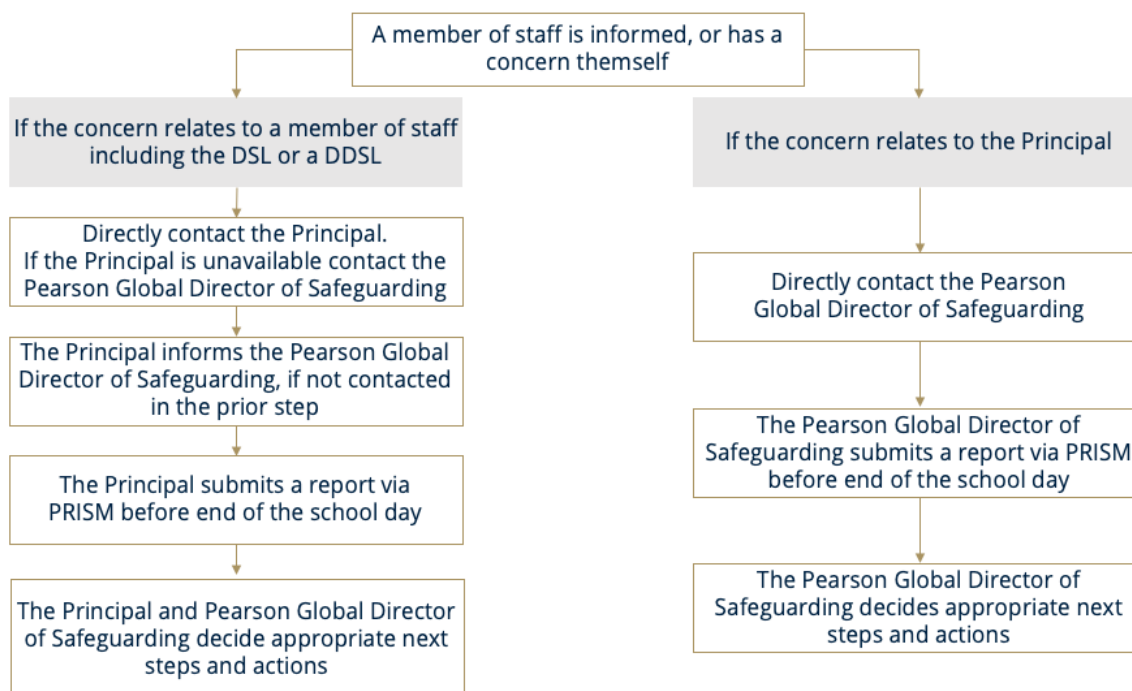 A member of staff is informed, or has a
concern themself
If the concern relates to a member of staff
including the DSL or a DDSL
Directly contact the Principal.
If the Principal is unavailable contact the
Pearson Global Director of Safeguarding
The Principal informs the Pearson Global
Director of Safeguarding, if not contacted
in the prior step
The Principal submits a report via
PRISM before end of the school day
The Principal and Pearson Global Director
of Safeguarding decide appropriate next
steps and actions
If the concern relates to the Principal
Directly contact the Pearson
Global Director of Safeguarding
The Pearson Global Director of
Safeguarding submits a report via PRISM
before end of the school day
The Pearson Global Director of
Safeguarding decides appropriate next
steps and actions